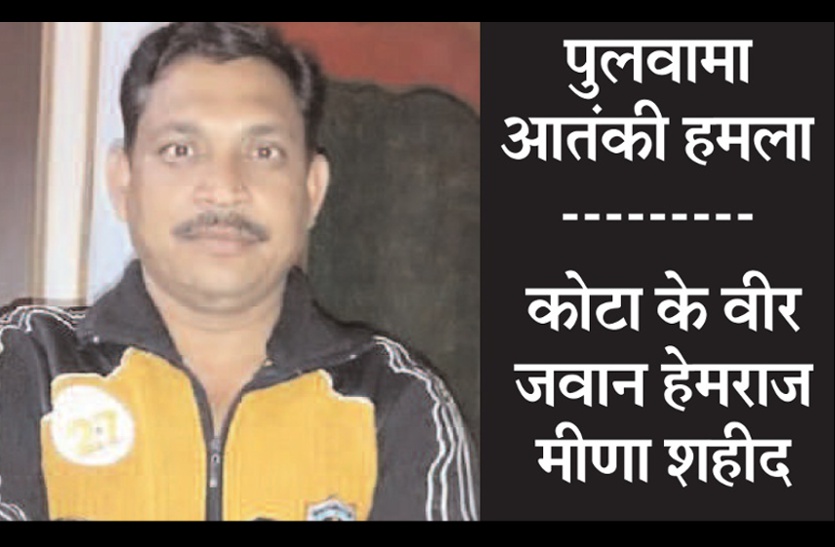 पुलवामा
आतंकी हमला
---------
कोटा के वीर
जवान हेमराज
मीणा शहीद
27